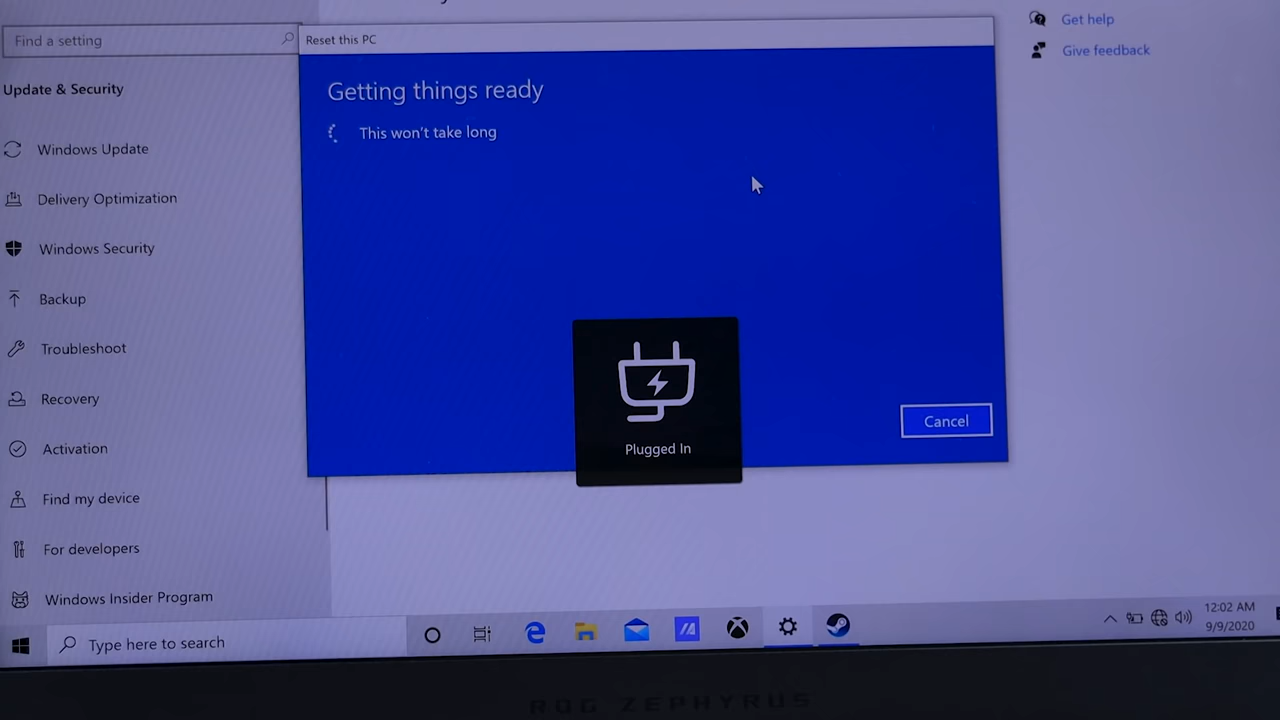 Find a setting
Update & Security
Windows Update
Delivery Optimization
Windows Security
Backup
Troubleshoot
Recovery
Activation
Find my device
For developers
Windows Insider Program
Reset this PC
Getting things ready
This won't take long
Cancel
Plugged In
Get help
Give feedback
Type here to search
12:02 AM
9/9/2020
ROG ZEPHYRUS